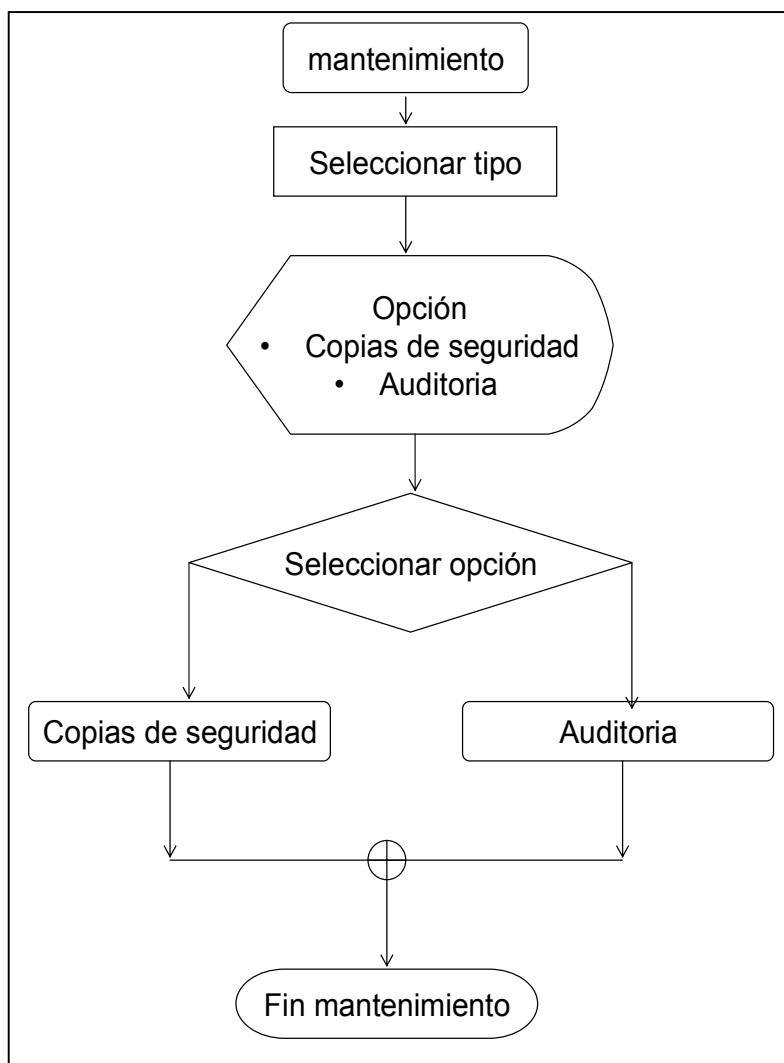 mantenimiento
Seleccionar tipo
Opción
• Copias de seguridad
• Auditoria
Seleccionar opción
Copias de seguridad
Auditoria
Fin mantenimiento